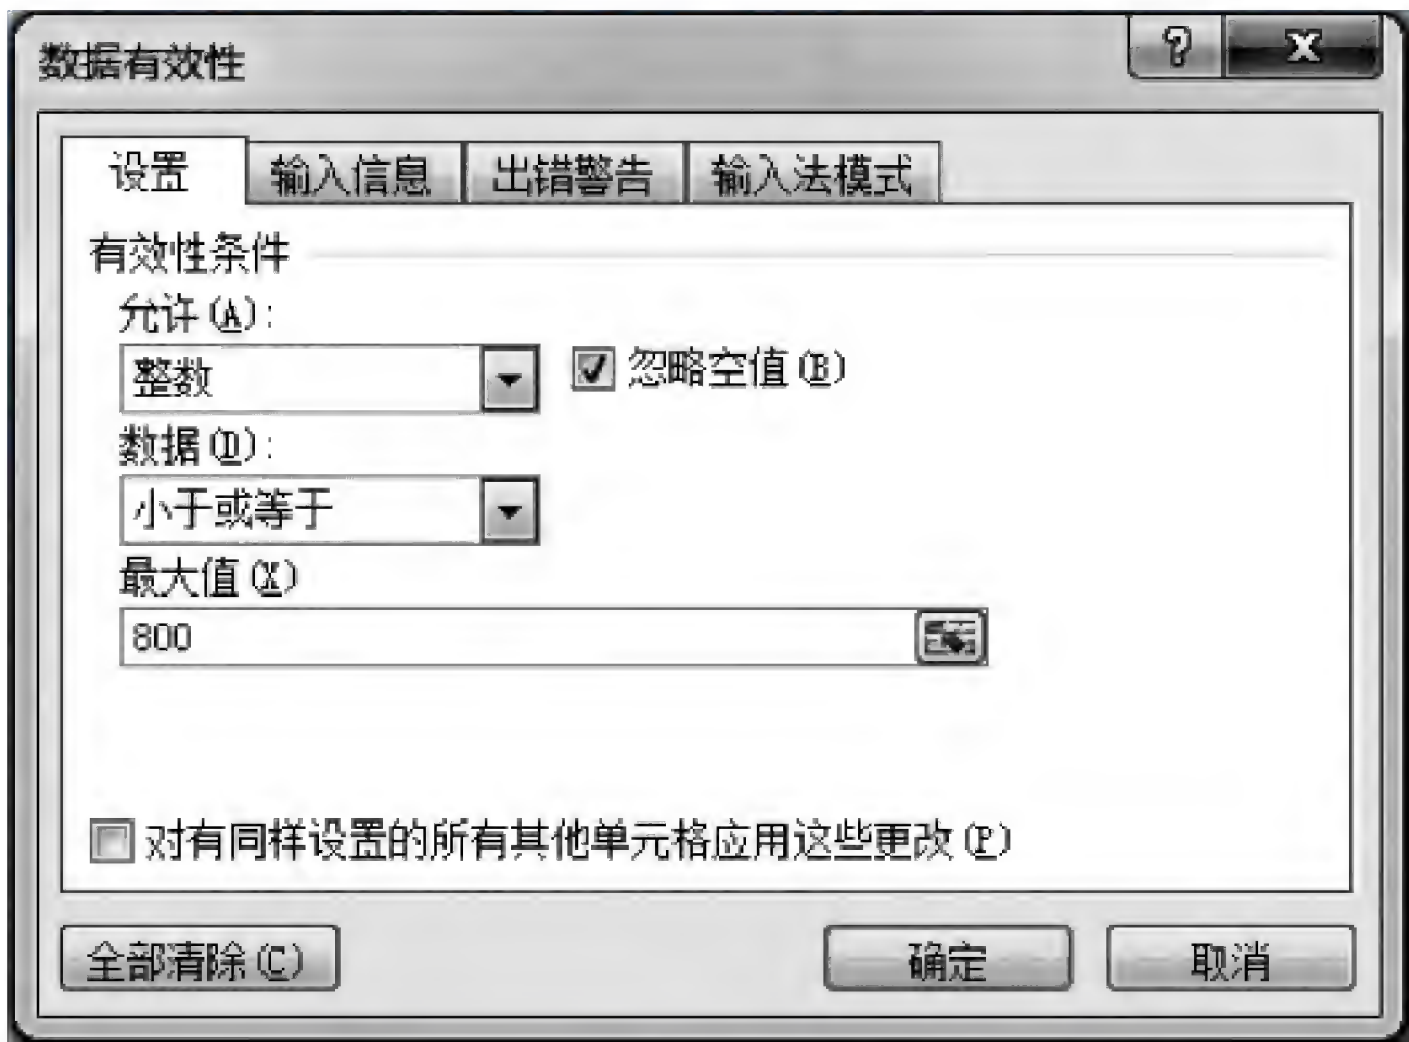 数据有效性
设置 输入信息 出错警告 输入法模式
有效性条件
允许(A):
整数 忽略空值(B)
数据(D):
小于或等于
最大值(X)
800
对有同样设置的所有其他单元格应用这些更改(P)
全部清除(C) 确定 取消